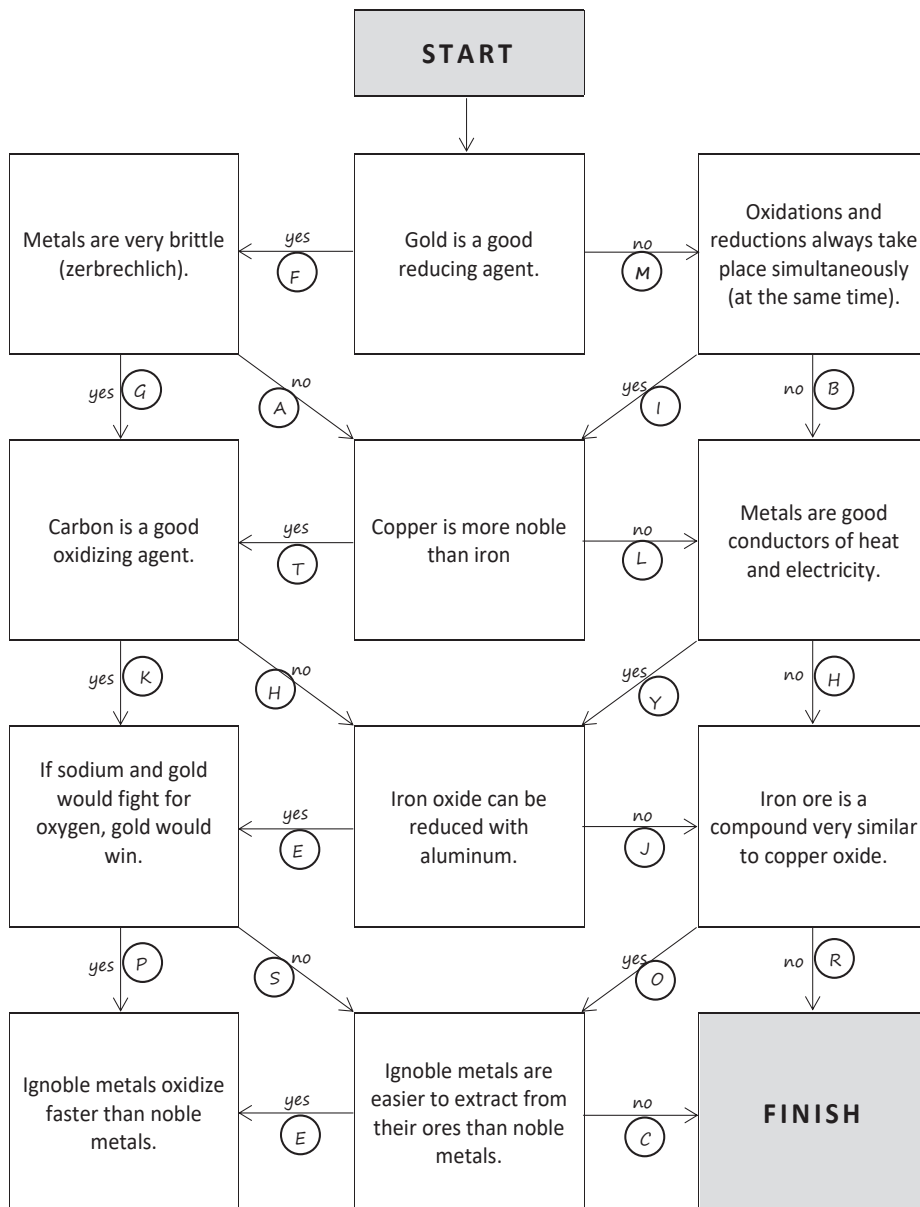 START
Metals are very brittle
(zerbrechlich).
yes
F
Gold is a good
reducing agent.
no
M
Oxidations and
reductions always take
place simultaneously
(at the same time).
yes
G
no
A
yes
I
no
B
Carbon is a good
oxidizing agent.
yes
T
Copper is more noble
than iron
no
L
Metals are good
conductors of heat
and electricity.
yes
K
no
H
yes
Y
no
H
If sodium and gold
would fight for
oxygen, gold would
win.
yes
E
Iron oxide can be
reduced with
aluminum.
no
J
Iron ore is a
compound very similar
to copper oxide.
yes
P
no
S
yes
O
no
R
Ignoble metals oxidize
faster than noble
metals.
yes
E
Ignoble metals are
easier to extract from
their ores than noble
metals.
no
C
FINISH